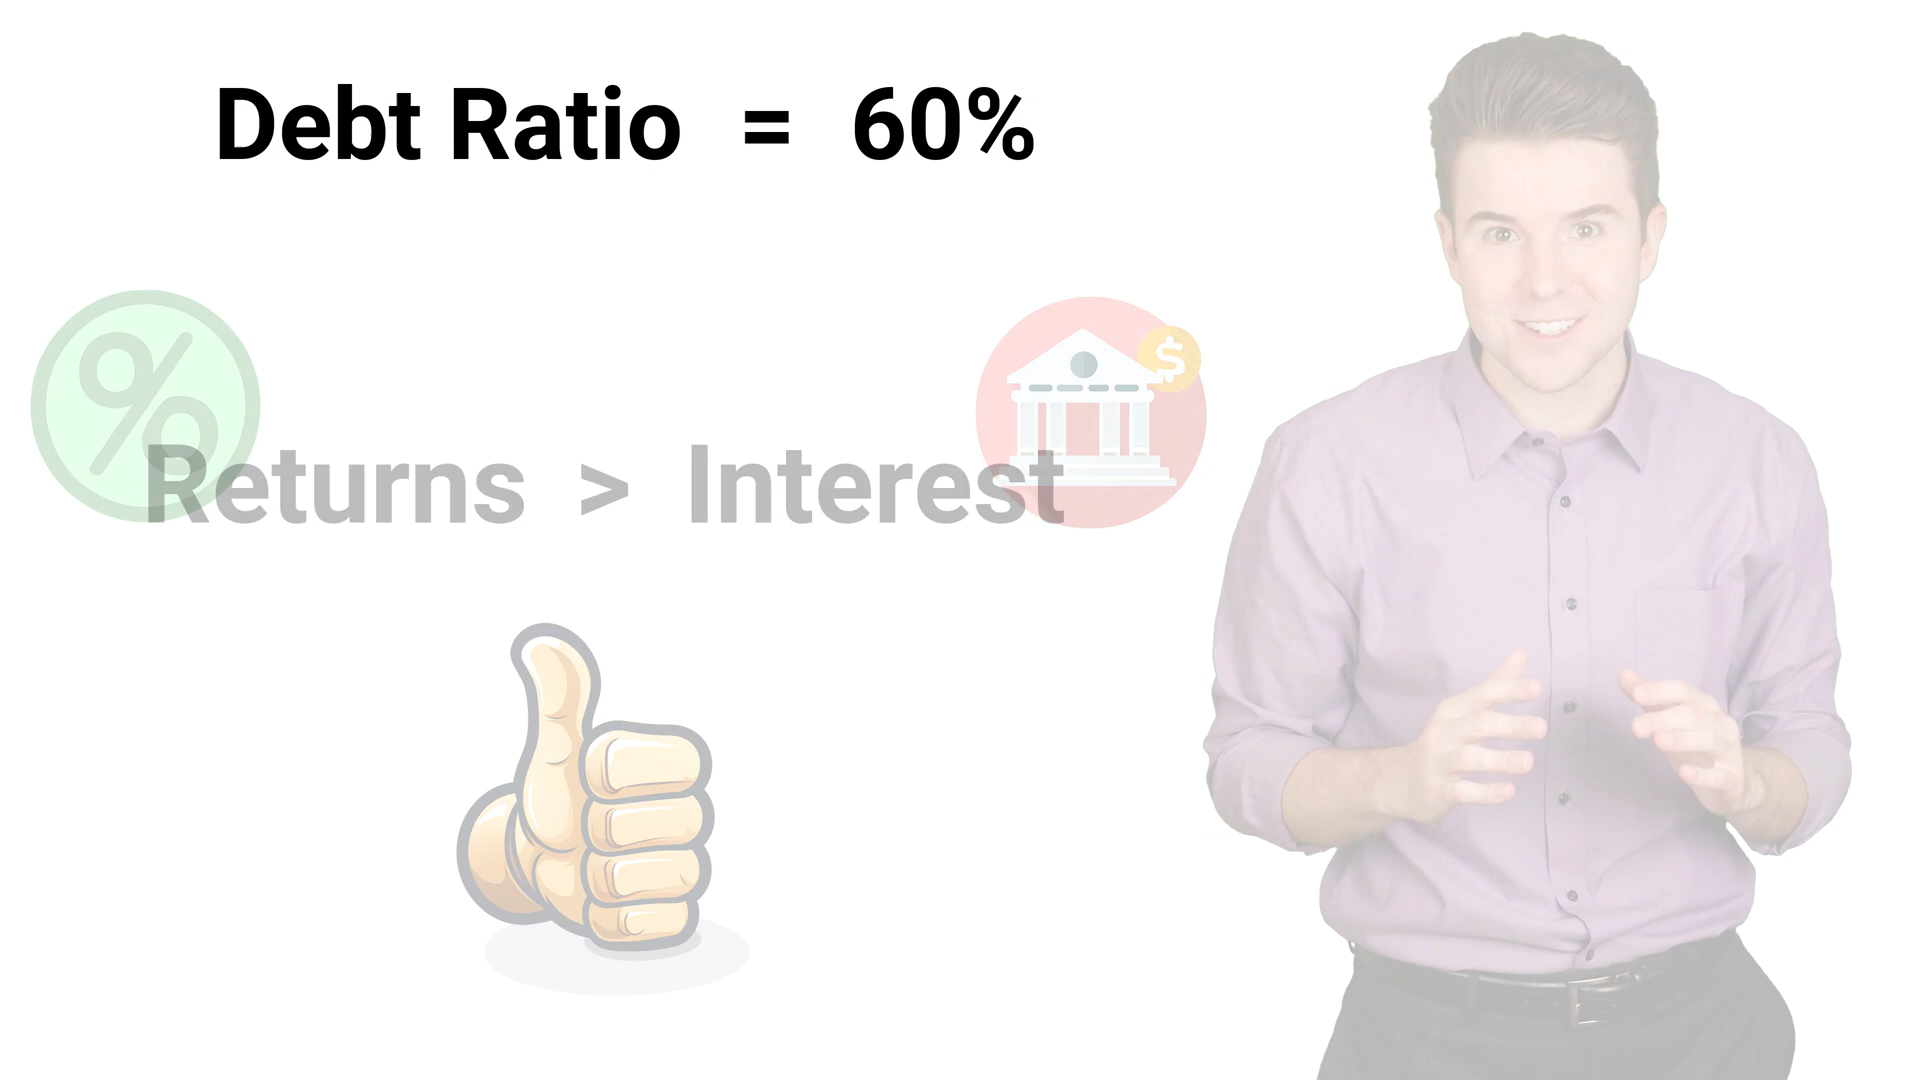 Debt Ratio = 60%
%
$
Returns > Interest